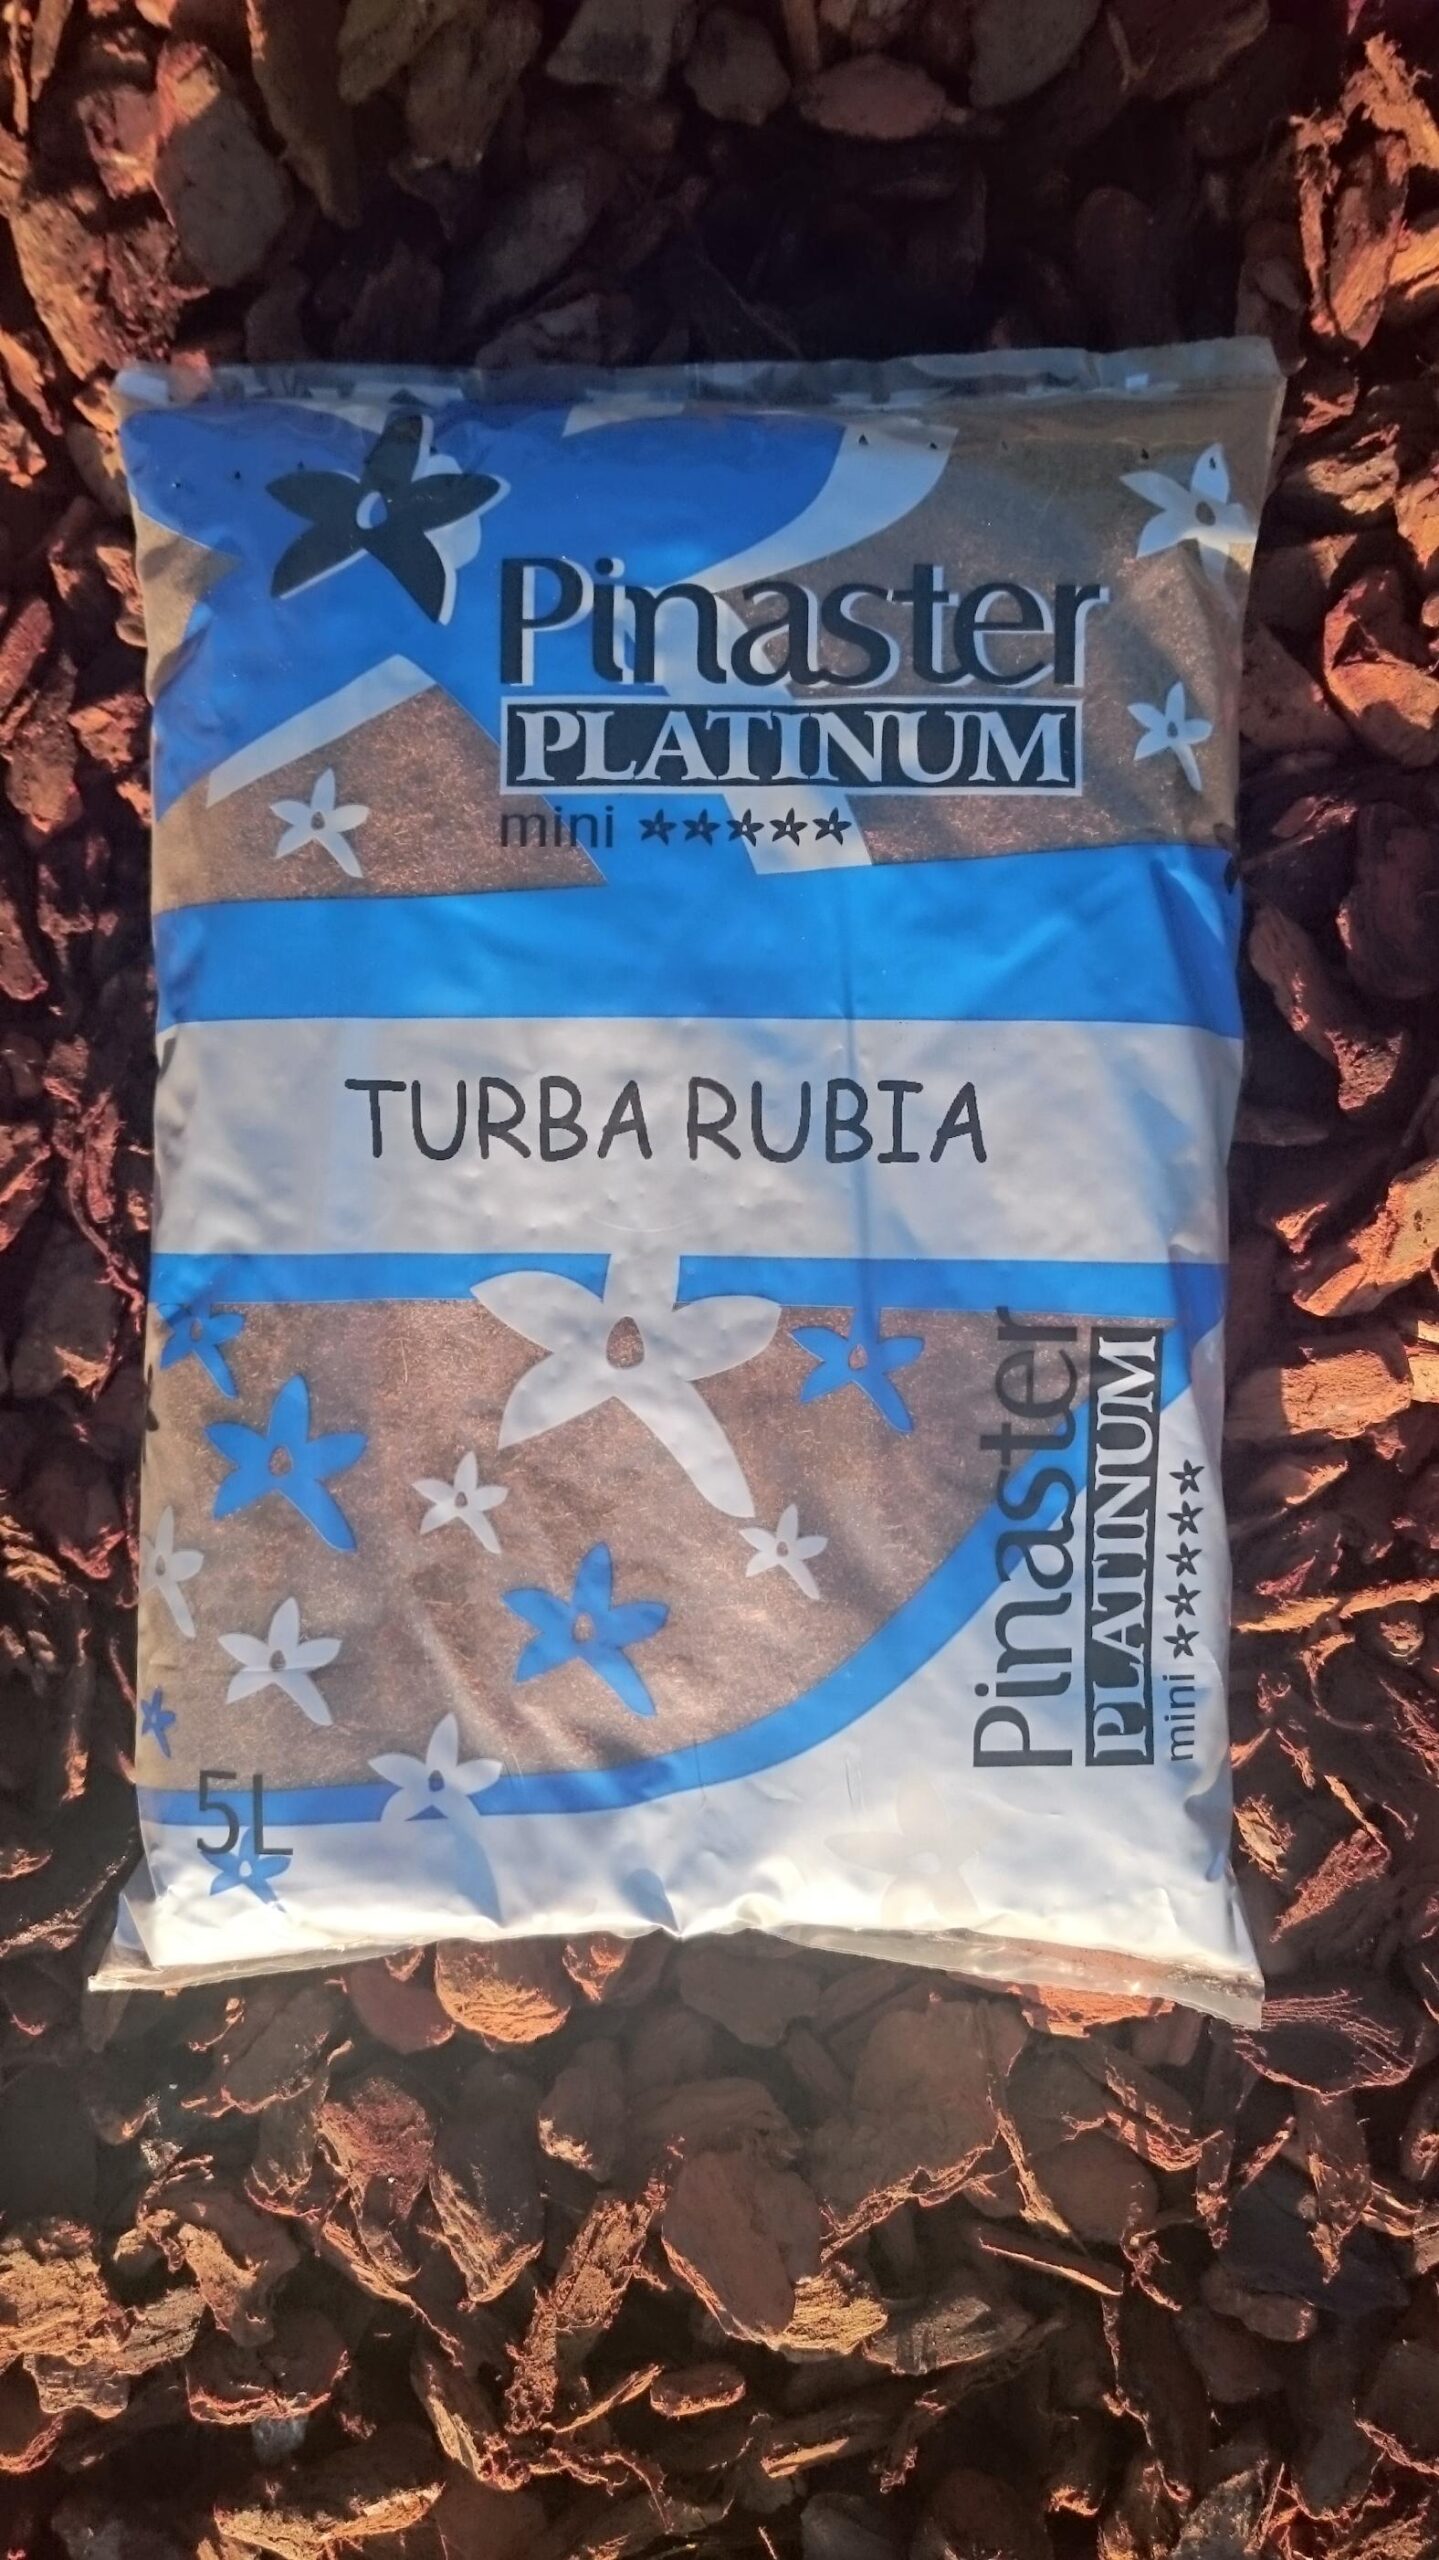 Pinaster
PLATINUM
mini
TURBA RUBIA
Pinaster
PLATINUM
mini
5L